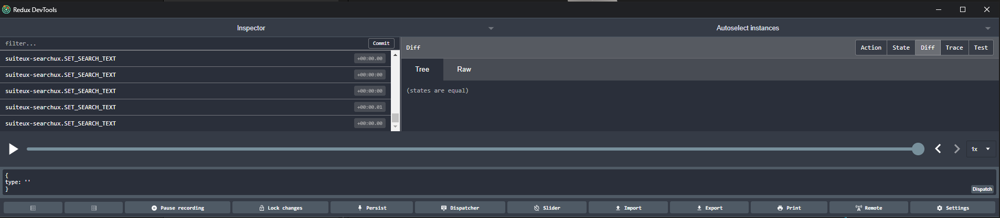 Redux DevTools
Inspector
Autoselect instances
filter...
Commit
Diff
Action
State
Diff
Trace
Test
suiteux-searchux.SET_SEARCH_TEXT +00:00.00
suiteux-searchux.SET_SEARCH_TEXT +00:00:00
suiteux-searchux.SET_SEARCH_TEXT +00:00:00
suiteux-searchux.SET_SEARCH_TEXT +00:00.01
suiteux-searchux.SET_SEARCH_TEXT +00:00.00
Tree
Raw
(states are equal)
1x
{
type: ''
}
Dispatch
Pause recording
Lock changes
Persist
Dispatcher
Slider
Import
Export
Print
Remote
Settings